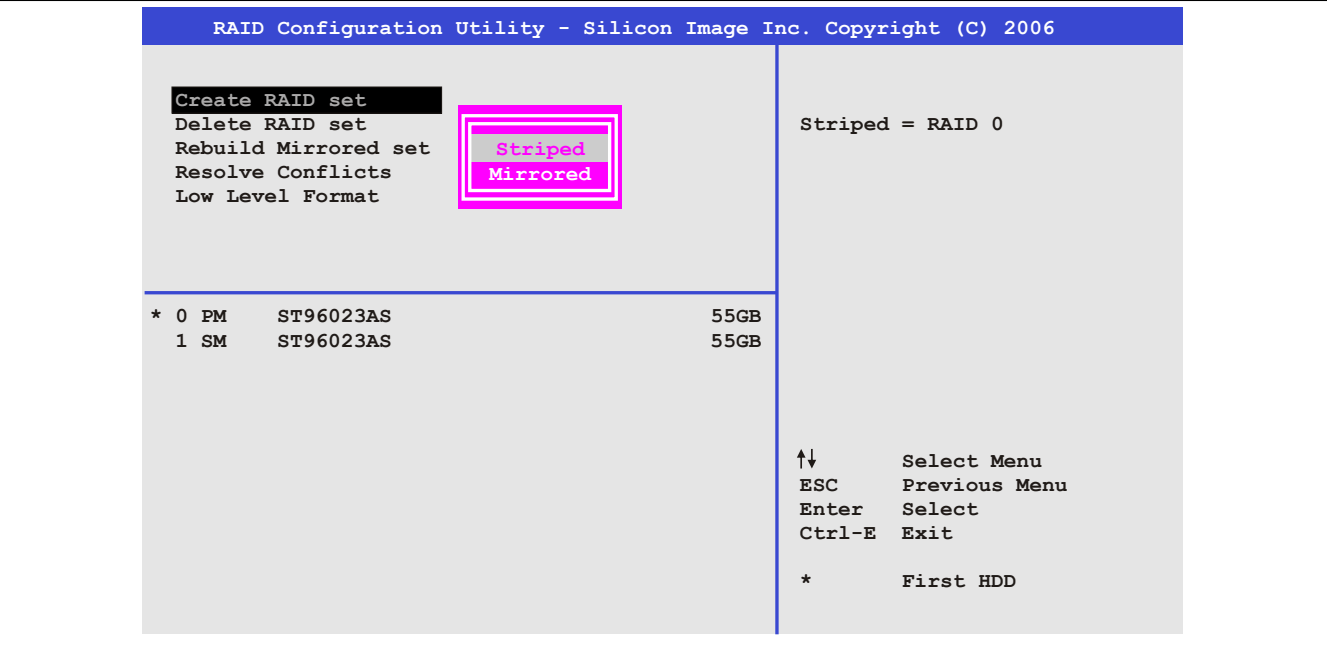 RAID Configuration Utility - Silicon Image Inc. Copyright (C) 2006
Create RAID set
Delete RAID set
Rebuild Mirrored set
Resolve Conflicts
Low Level Format
Striped
Mirrored
Striped = RAID 0
* 0 PM ST96023AS 55GB
1 SM ST96023AS 55GB
↑↓ Select Menu
ESC Previous Menu
Enter Select
Ctrl-E Exit
* First HDD